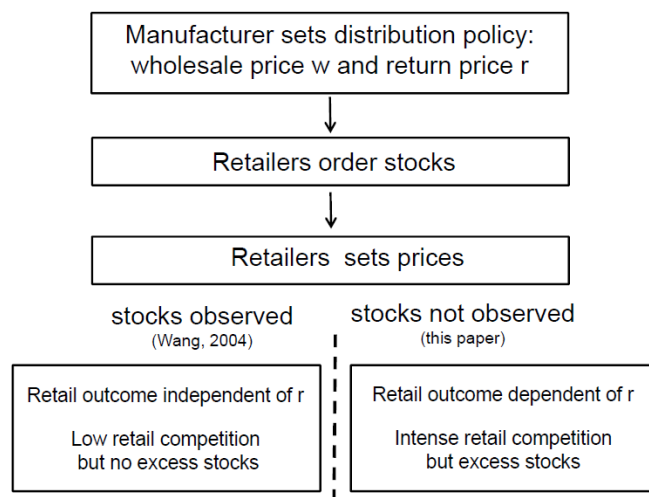 Manufacturer sets distribution policy:
wholesale price w and return price r
Retailers order stocks
Retailers sets prices
stocks observed
(Wang, 2004)
Retail outcome independent of r
Low retail competition
but no excess stocks
stocks not observed
(this paper)
Retail outcome dependent of r
Intense retail competition
but excess stocks